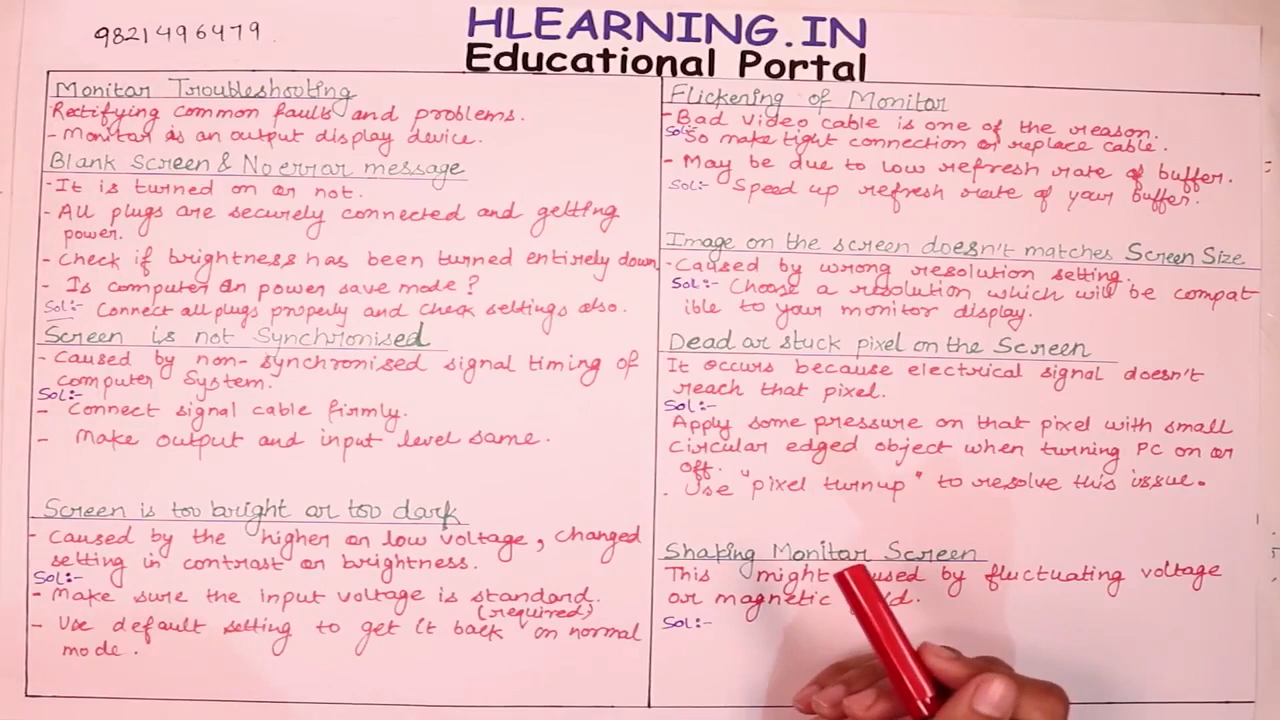 9821496479
HLEARNING.IN
Educational Portal
Monitor Troubleshooting
Rectifying common faults and problems.
- Monitor is an output display device.
Blank Screen & No error message
- It is turned on or not.
- All plugs are securely connected and getting
power.
- Check if brightness has been turned entirely down
- Is computer on power save mode?
Sol:- Connect all plugs properly and check settings also.
Screen is not Synchronised
- Caused by non-synchronised signal timing of
computer System.
Sol:-
- Connect signal cable firmly.
- Make output and input level same.
Screen is too bright or too dark
- Caused by the higher or low voltage, changed
setting in contrast or brightness.
Sol:-
- Make sure the input voltage is standard.
(required)
- Use default setting to get it back on normal
mode.
Flickering of Monitor
- Bad video cable is one of the reason.
Sol:- So make tight connection or replace cable.
- May be due to low refresh rate of buffer.
Sol:- Speed up refresh rate of your buffer.
Image on the screen doesn't matches Screen Size
- Caused by wrong resolution setting.
Sol:- Choose a resolution which will be compat
ible to your monitor display.
Dead or stuck pixel on the Screen
It occurs because electrical signal doesn't
reach that pixel.
Sol:-
Apply some pressure on that pixel with small
Circular edged object when turning PC on or
off.
. Use "pixel turnup" to resolve this issue.
Shaking Monitor Screen
This might used by fluctuating voltage
or magnetic
Sol:-